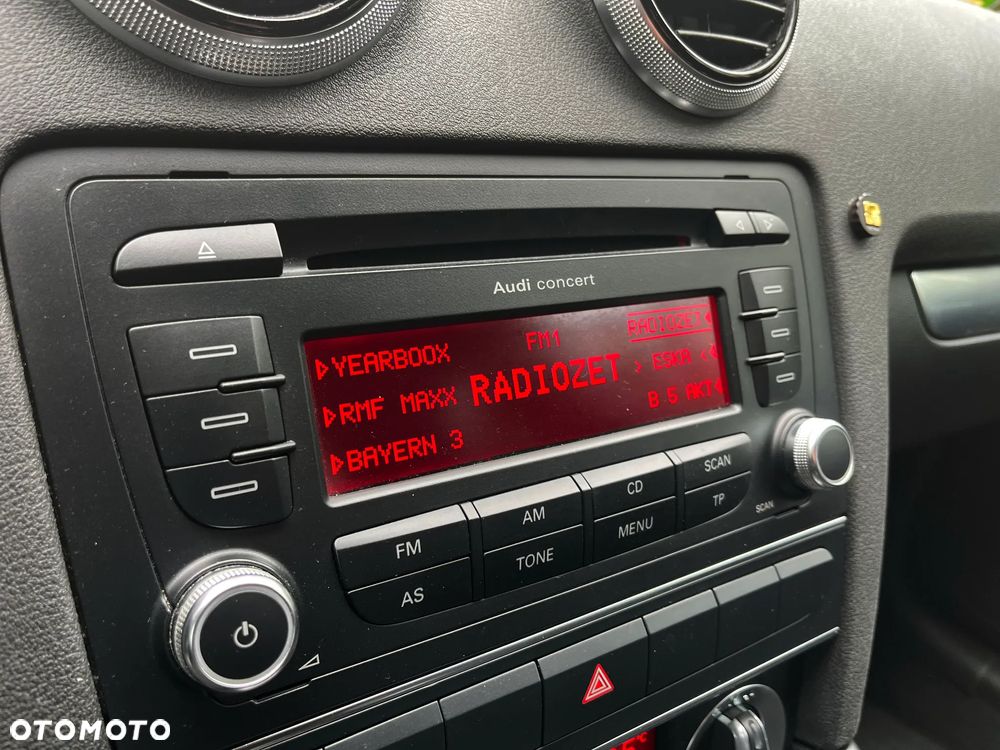 Audi concert
FM1
RADIOZET
▷YEARBOOX
▷RMF MAXX
RADIOZET
> ESKA <<
▷BAYERN 3
B 5 AKT
FM
AM
CD
SCAN
AS
TONE
MENU
TP
SCAN
OTOMOTO